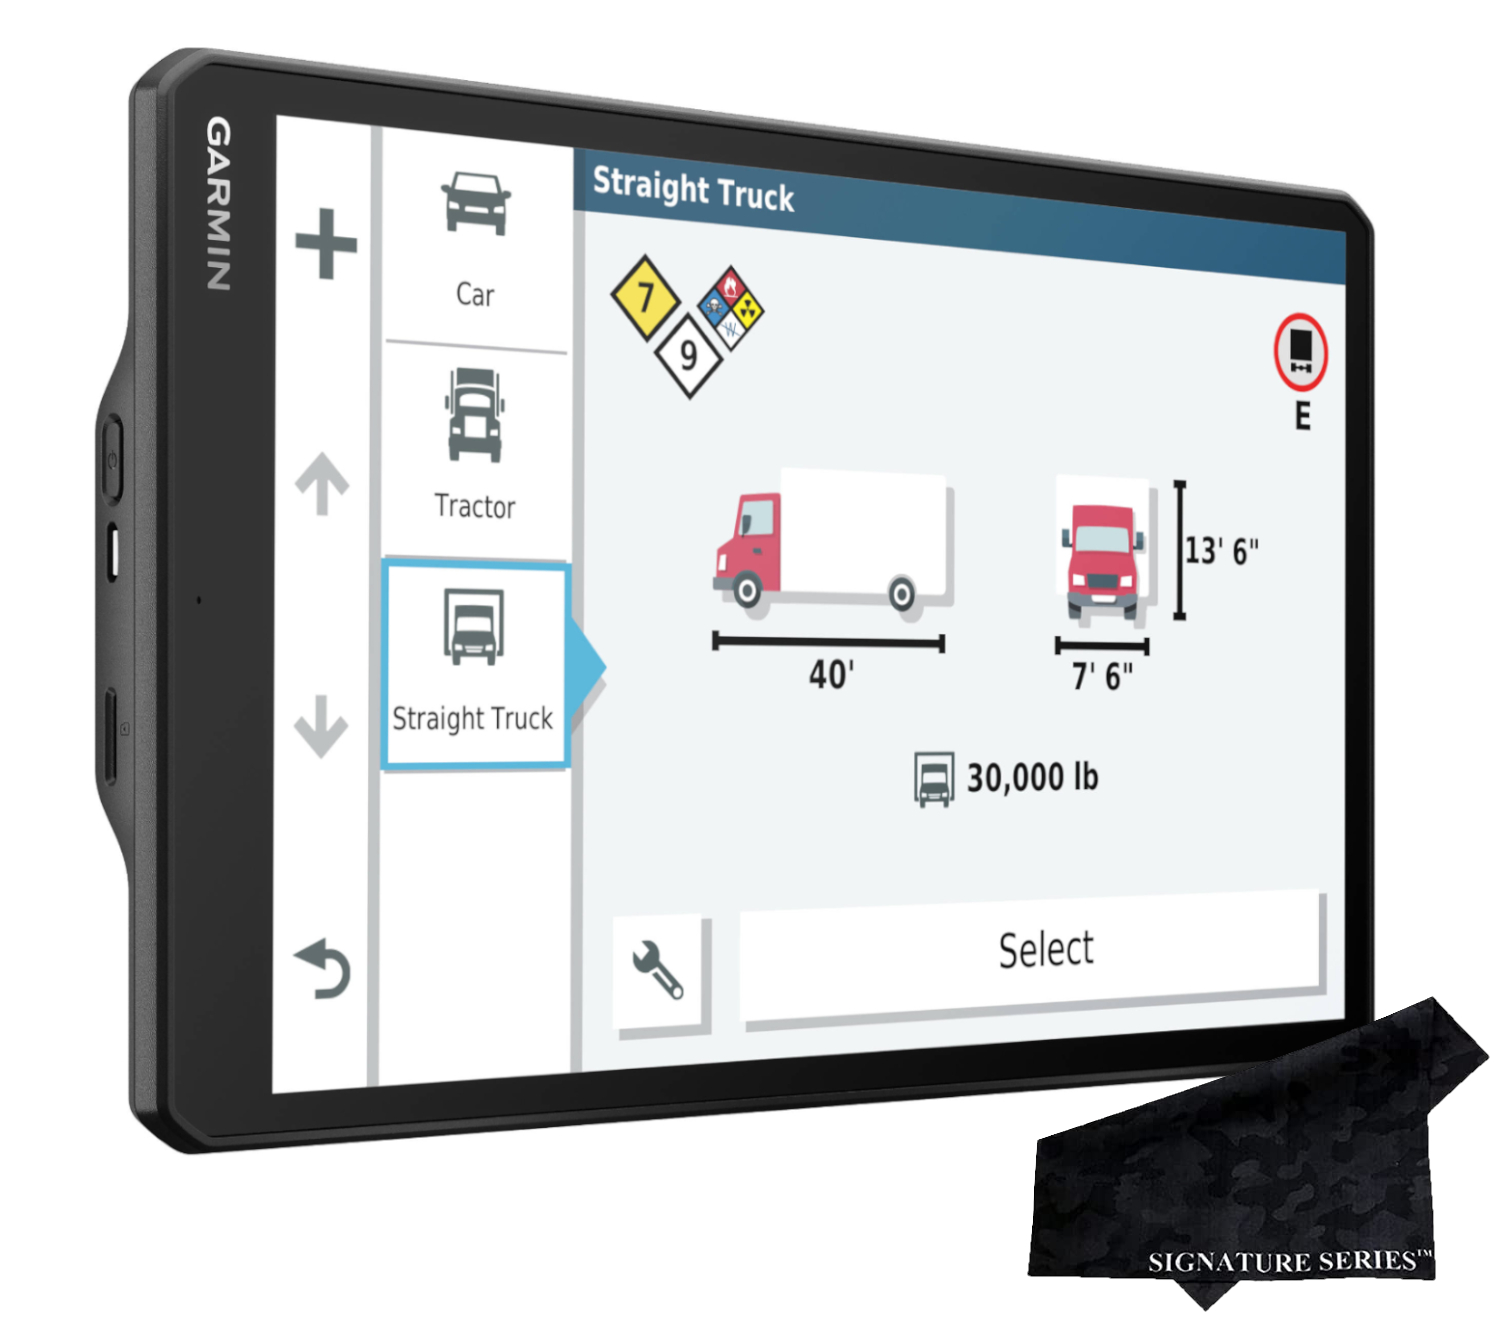 GARMIN
Straight Truck
Car
7
9
E
Tractor
13' 6"
40'
7' 6"
Straight Truck
30,000 lb
Select
SIGNATURE SERIES™